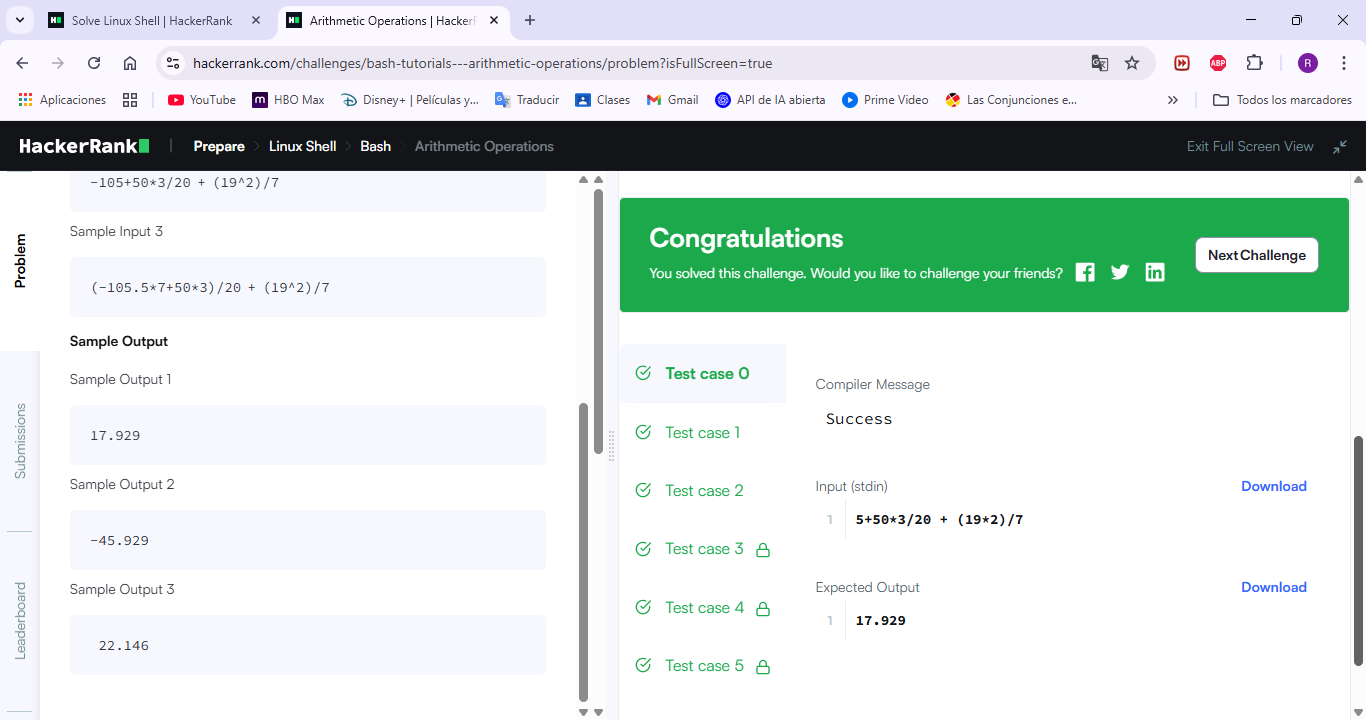 Solve Linux Shell | HackerRank
Arithmetic Operations | HackerR
hackerrank.com/challenges/bash-tutorials---arithmetic-operations/problem?isFullScreen=true
R
Aplicaciones
YouTube
HBO Max
Disney+ | Películas y...
Traducir
Clases
Gmail
API de IA abierta
Prime Video
Las Conjunciones e...
Todos los marcadores
HackerRank
Prepare
Linux Shell
Bash
Arithmetic Operations
Exit Full Screen View
Problem
Submissions
Leaderboard
-105+50*3/20 + (19^2)/7
Sample Input 3
(-105.5*7+50*3)/20 + (19^2)/7
Sample Output
Sample Output 1
17.929
Sample Output 2
-45.929
Sample Output 3
22.146
Congratulations
You solved this challenge. Would you like to challenge your friends?
Next Challenge
Test case 0
Test case 1
Test case 2
Test case 3
Test case 4
Test case 5
Compiler Message
Success
Input (stdin)
Download
1 5+50*3/20 + (19*2)/7
Expected Output
Download
1 17.929